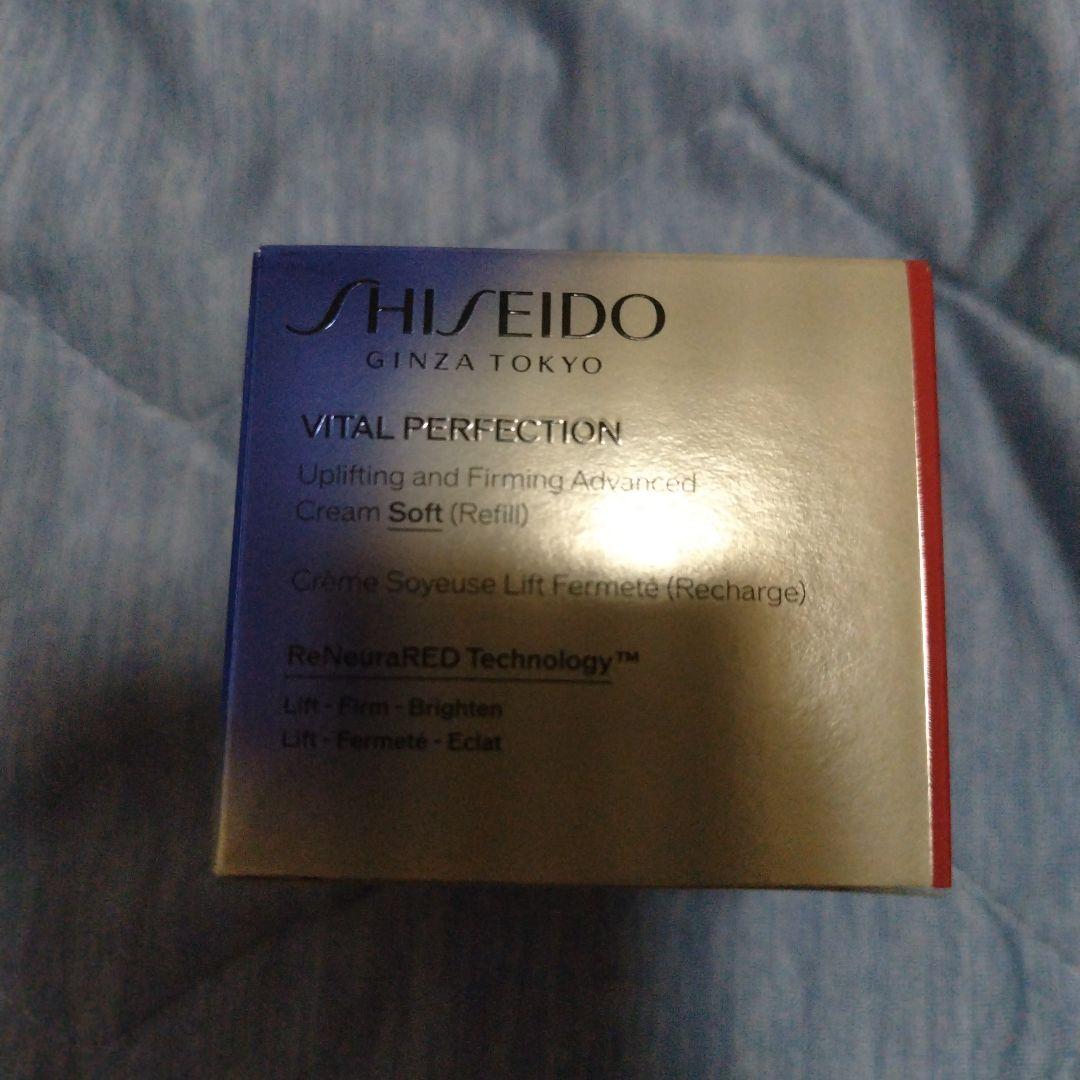 SHISEIDO
GINZA TOKYO
VITAL PERFECTION
Uplifting and Firming Advanced
Cream Soft (Refill)
Crème Soyeuse Lift Fermeté (Recharge)
ReNeuraRED Technology™
Lift - Firm - Brighten
Lift - Fermeté - Eclat